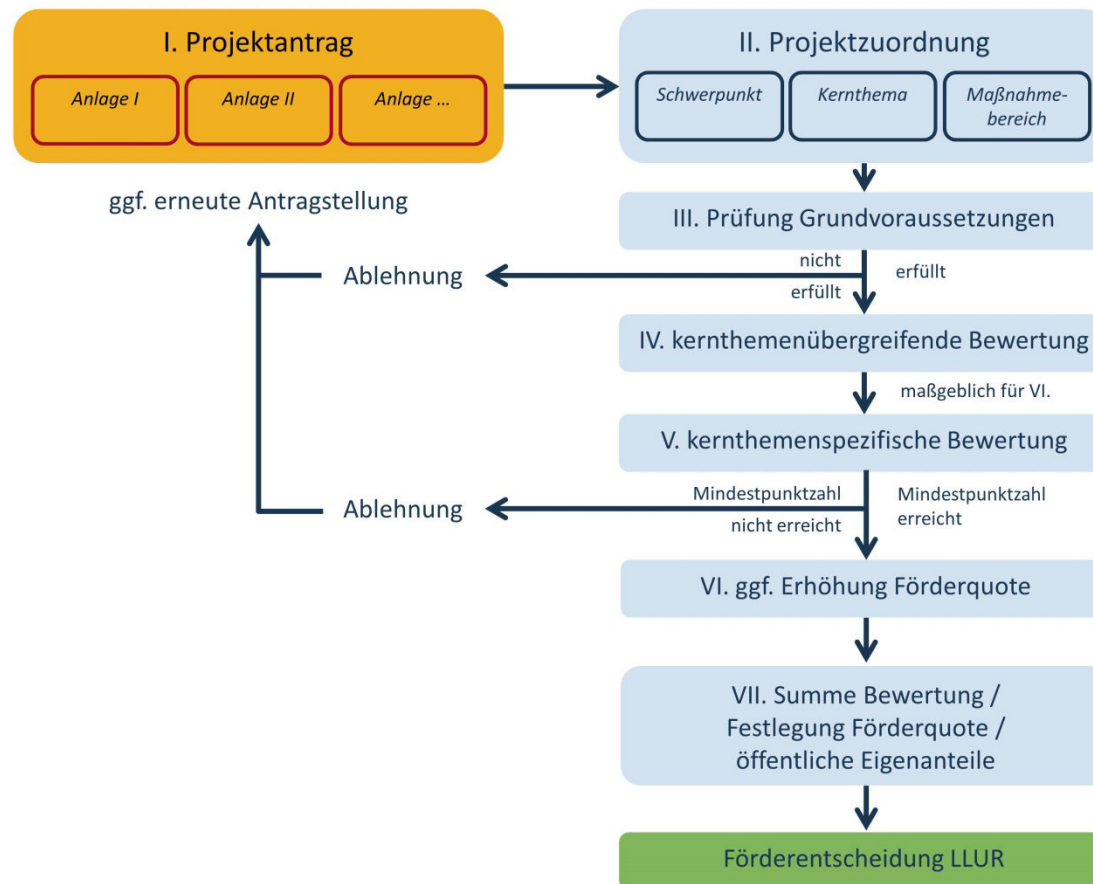 I. Projektantrag
Anlage I
Anlage II
Anlage ...
II. Projektzuordnung
Schwerpunkt
Kernthema
Maßnahme-
bereich
ggf. erneute Antragstellung
III. Prüfung Grundvoraussetzungen
nicht
erfüllt
erfüllt
Ablehnung
IV. kernthemenübergreifende Bewertung
maßgeblich für VI.
V. kernthemenspezifische Bewertung
Mindestpunktzahl
nicht erreicht
Mindestpunktzahl
erreicht
Ablehnung
VI. ggf. Erhöhung Förderquote
VII. Summe Bewertung /
Festlegung Förderquote /
öffentliche Eigenanteile
Förderentscheidung LLUR